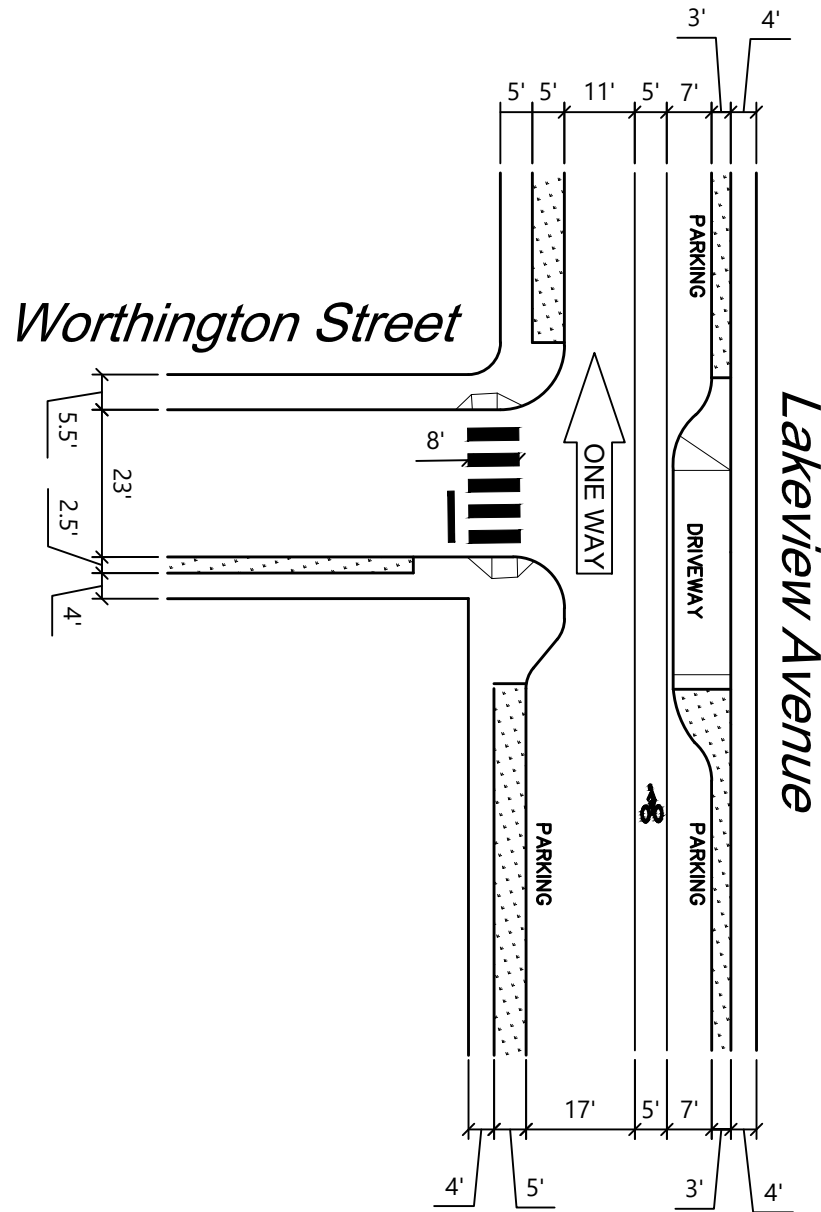 3'
4'
5'
5'
11'
5'
7'
PARKING
Worthington Street
Lakeview Avenue
5.5'
23'
2.5'
4'
8'
ONE WAY
DRIVEWAY
PARKING
PARKING
17'
5'
7'
4'
5'
3'
4'